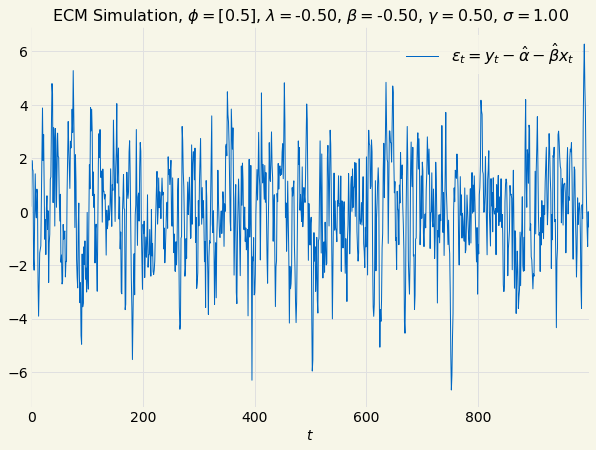 ECM Simulation, ϕ = [0.5], λ = -0.50, β = -0.50, γ = 0.50, σ = 1.00
εₜ = yₜ − α̂ − β̂xₜ
6
4
2
0
−2
−4
−6
0 200 400 600 800
t